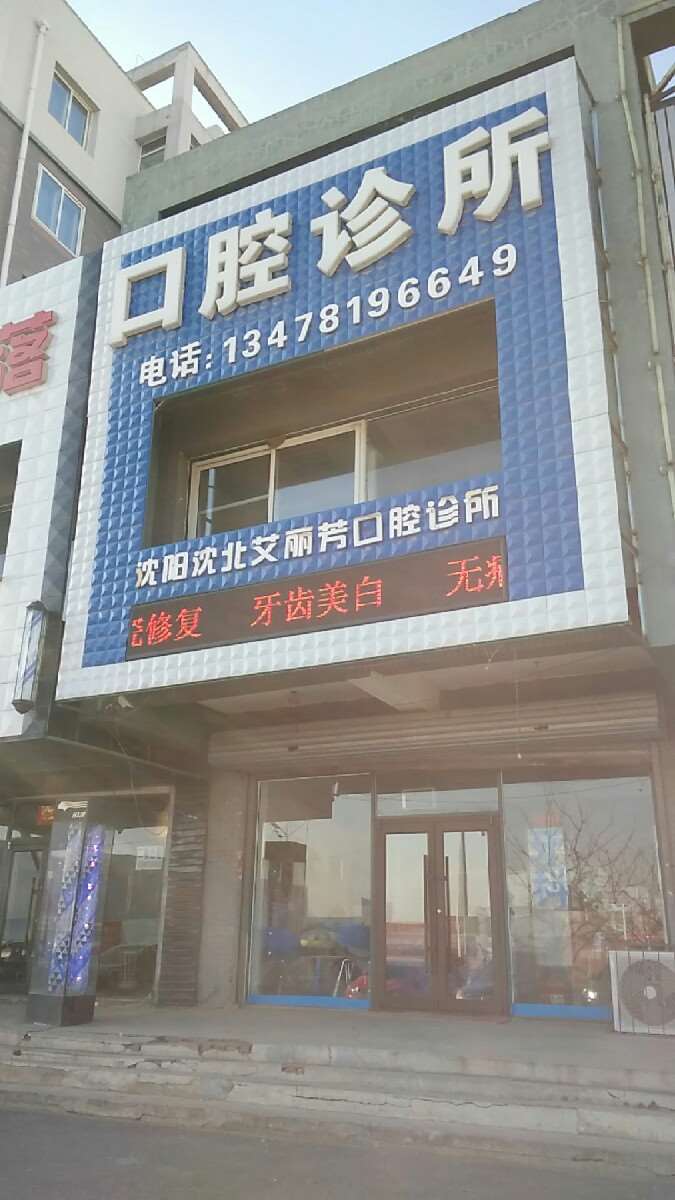 口腔诊所
电话:13478196649
落
沈阳沈北艾丽芳口腔诊所
修复 牙齿美白 无